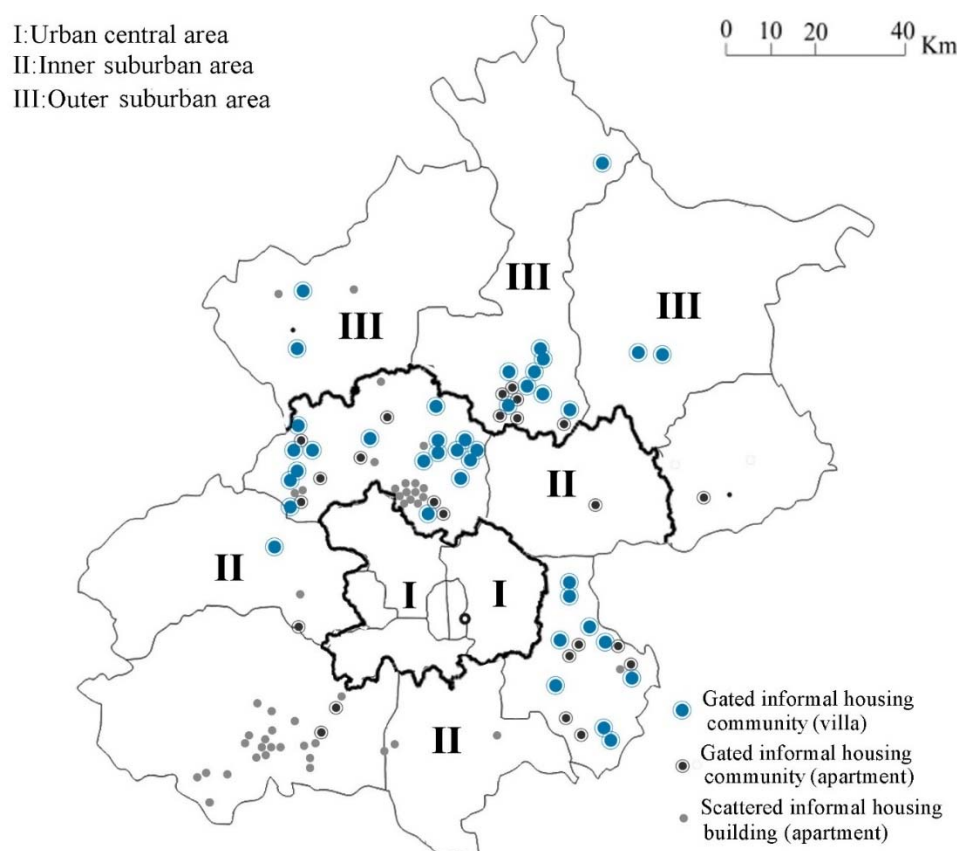 I:Urban central area
II:Inner suburban area
III:Outer suburban area
0 10 20 40 Km
III
III
III
II
II
I
I
II
Gated informal housing
community (villa)
Gated informal housing
community (apartment)
Scattered informal housing
building (apartment)